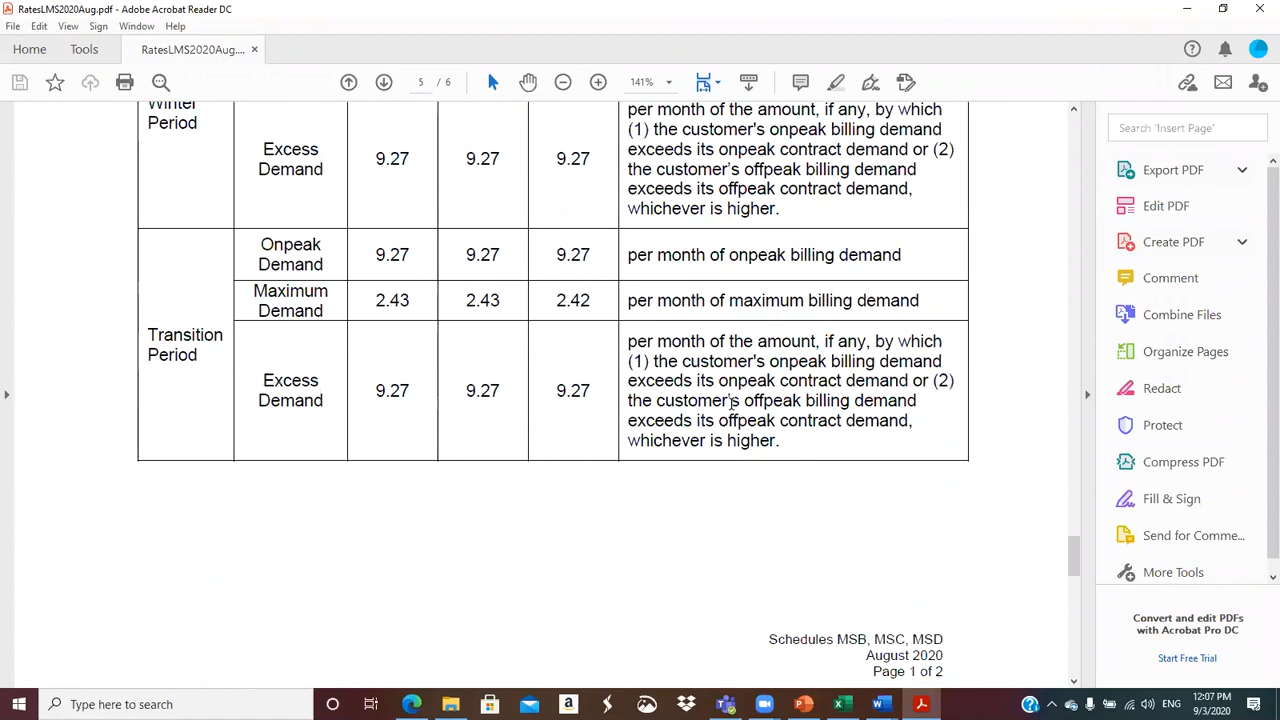 RatesLMS2020Aug.pdf - Adobe Acrobat Reader DC
File Edit View Sign Window Help
Home Tools RatesLMS2020Aug.... ×
5 / 6 141%
Winter
Period
Excess
Demand
9.27 9.27 9.27
per month of the amount, if any, by which
(1) the customer's onpeak billing demand
exceeds its onpeak contract demand or (2)
the customer's offpeak billing demand
exceeds its offpeak contract demand,
whichever is higher.
Transition
Period
Onpeak
Demand
9.27 9.27 9.27
per month of onpeak billing demand
Maximum
Demand
2.43 2.43 2.42
per month of maximum billing demand
Excess
Demand
9.27 9.27 9.27
per month of the amount, if any, by which
(1) the customer's onpeak billing demand
exceeds its onpeak contract demand or (2)
the customer's offpeak billing demand
exceeds its offpeak contract demand,
whichever is higher.
Schedules MSB, MSC, MSD
August 2020
Page 1 of 2
Search 'Insert Page'
Export PDF
Edit PDF
Create PDF
Comment
Combine Files
Organize Pages
Redact
Protect
Compress PDF
Fill & Sign
Send for Comme...
More Tools
Convert and edit PDFs
with Acrobat Pro DC
Start Free Trial
Type here to search
12:07 PM
9/3/2020